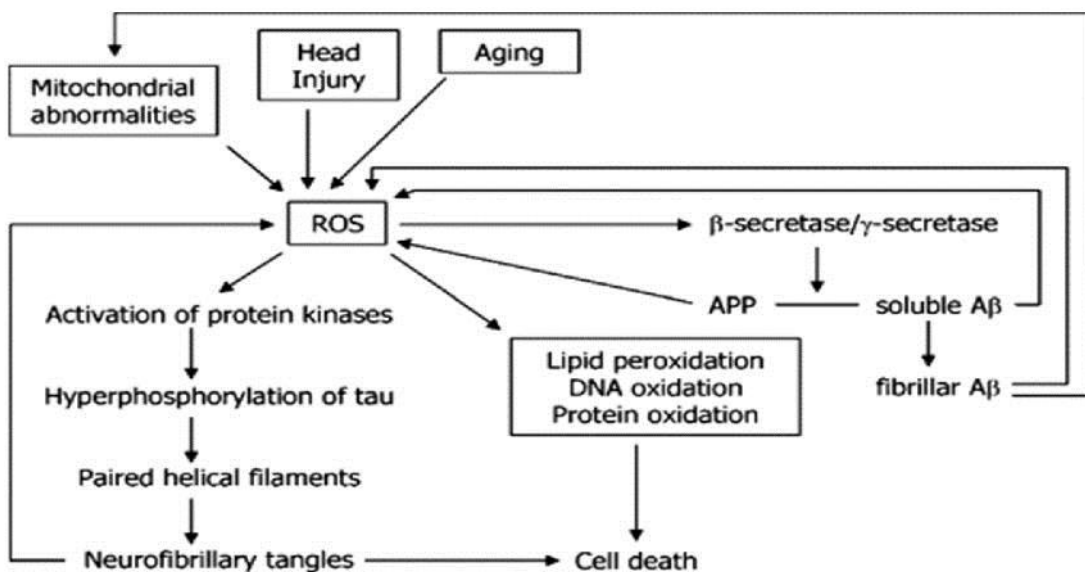 Head
Injury
Aging
Mitochondrial
abnormalities
ROS
β-secretase/γ-secretase
Activation of protein kinases
APP
soluble Aβ
Lipid peroxidation
DNA oxidation
Protein oxidation
Hyperphosphorylation of tau
fibrillar Aβ
Paired helical filaments
Neurofibrillary tangles
Cell death